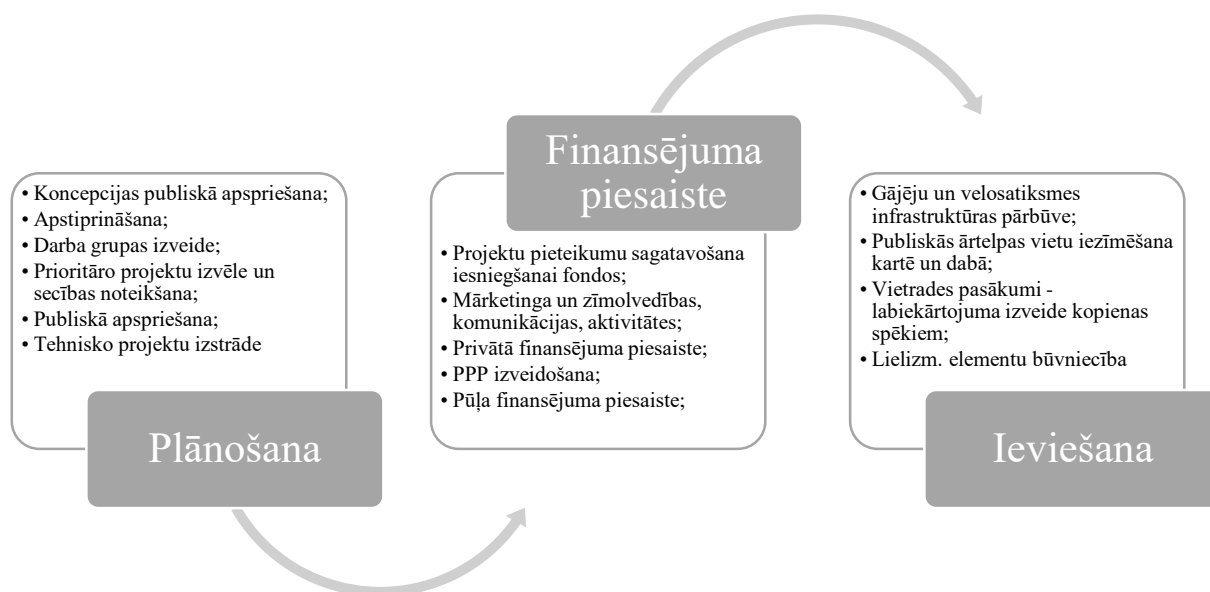 • Koncepcijas publiskā apspriešana;
• Apstiprināšana;
• Darba grupas izveide;
• Prioritāro projektu izvēle un
secības noteikšana;
• Publiskā apspriešana;
• Tehnisko projektu izstrāde
Plānošana
Finansējuma
piesaiste
• Projektu pieteikumu sagatavošana
iesniegšanai fondos;
• Mārketinga un zīmolvedības,
komunikācijas, aktivitātes;
• Privātā finansējuma piesaiste;
• PPP izveidošana;
• Pūļa finansējuma piesaiste;
• Gājēju un velosatiksmes
infrastruktūras pārbūve;
• Publiskās ārtelpas vietu iezīmēšana
kartē un dabā;
• Vietrades pasākumi -
labiekārtojuma izveide kopienas
spēkiem;
• Lielizm. elementu būvniecība
Ieviešana